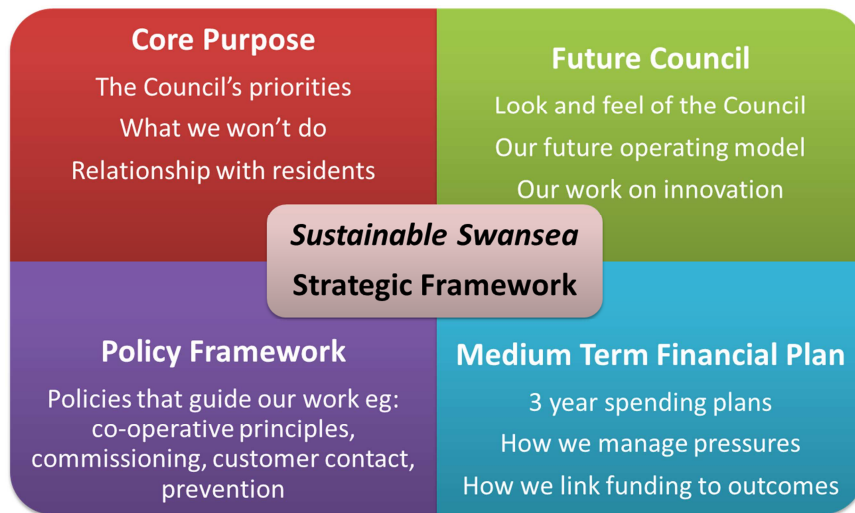 Core Purpose
The Council’s priorities
What we won’t do
Relationship with residents
Future Council
Look and feel of the Council
Our future operating model
Our work on innovation
Sustainable Swansea
Strategic Framework
Policy Framework
Policies that guide our work eg:
co-operative principles,
commissioning, customer contact,
prevention
Medium Term Financial Plan
3 year spending plans
How we manage pressures
How we link funding to outcomes